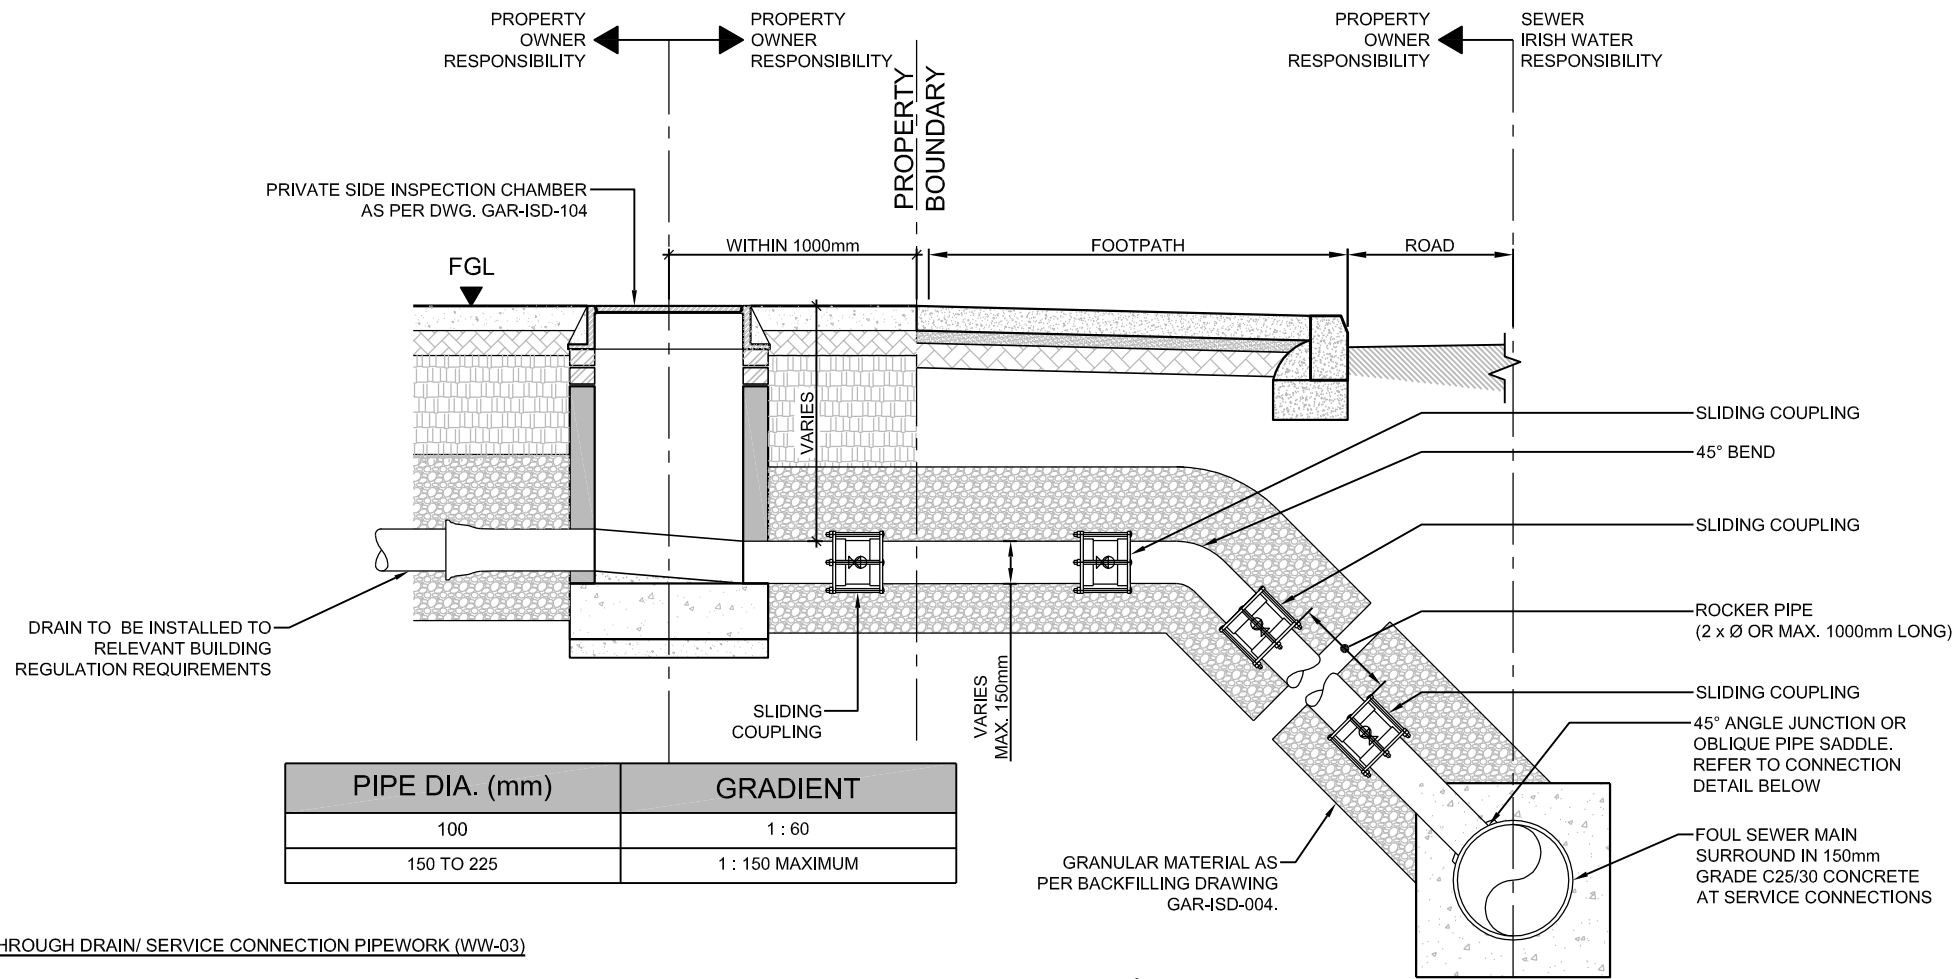 PROPERTY
OWNER
RESPONSIBILITY
PROPERTY
OWNER
RESPONSIBILITY
PROPERTY
BOUNDARY
PROPERTY
OWNER
RESPONSIBILITY
SEWER
IRISH WATER
RESPONSIBILITY
PRIVATE SIDE INSPECTION CHAMBER
AS PER DWG. GAR-ISD-104
WITHIN 1000mm
FOOTPATH
ROAD
FGL
VARIES
SLIDING COUPLING
45° BEND
SLIDING COUPLING
ROCKER PIPE
(2 x Ø OR MAX. 1000mm LONG)
DRAIN TO BE INSTALLED TO
RELEVANT BUILDING
REGULATION REQUIREMENTS
SLIDING
COUPLING
VARIES
MAX. 150mm
SLIDING COUPLING
45° ANGLE JUNCTION OR
OBLIQUE PIPE SADDLE.
REFER TO CONNECTION
DETAIL BELOW
PIPE DIA. (mm) GRADIENT
100 1 : 60
150 TO 225 1 : 150 MAXIMUM
GRANULAR MATERIAL AS
PER BACKFILLING DRAWING
GAR-ISD-004.
FOUL SEWER MAIN
SURROUND IN 150mm
GRADE C25/30 CONCRETE
AT SERVICE CONNECTIONS
HROUGH DRAIN/ SERVICE CONNECTION PIPEWORK (WW-03)